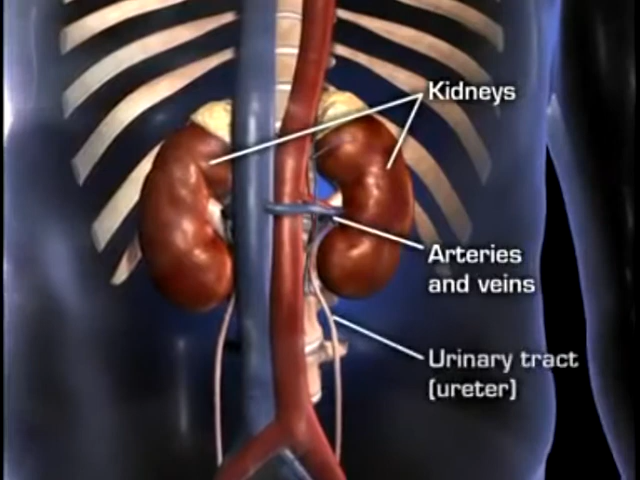 Kidneys
Arteries
and veins
Urinary tract
(ureter)